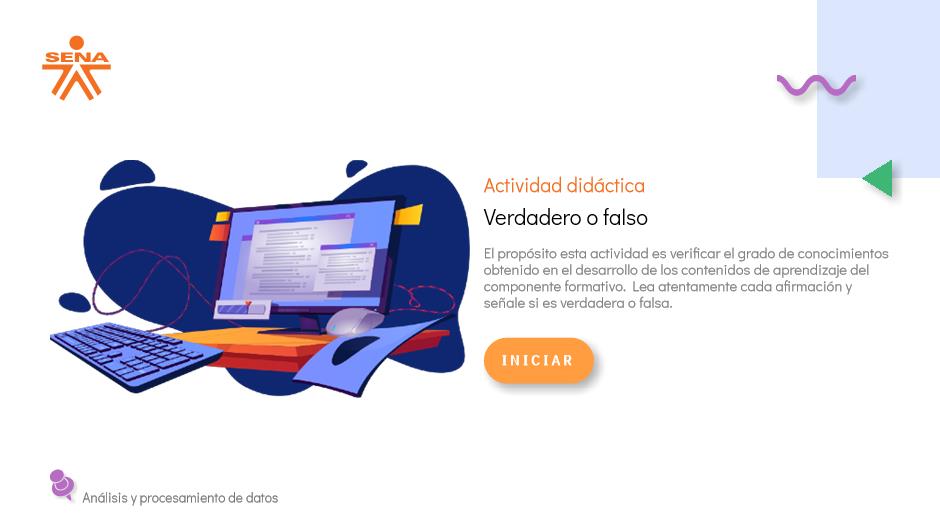 SENA
Actividad didáctica
Verdadero o falso
El propósito esta actividad es verificar el grado de conocimientos
obtenido en el desarrollo de los contenidos de aprendizaje del
componente formativo. Lea atentamente cada afirmación y
señale si es verdadera o falsa.
INICIAR
Análisis y procesamiento de datos